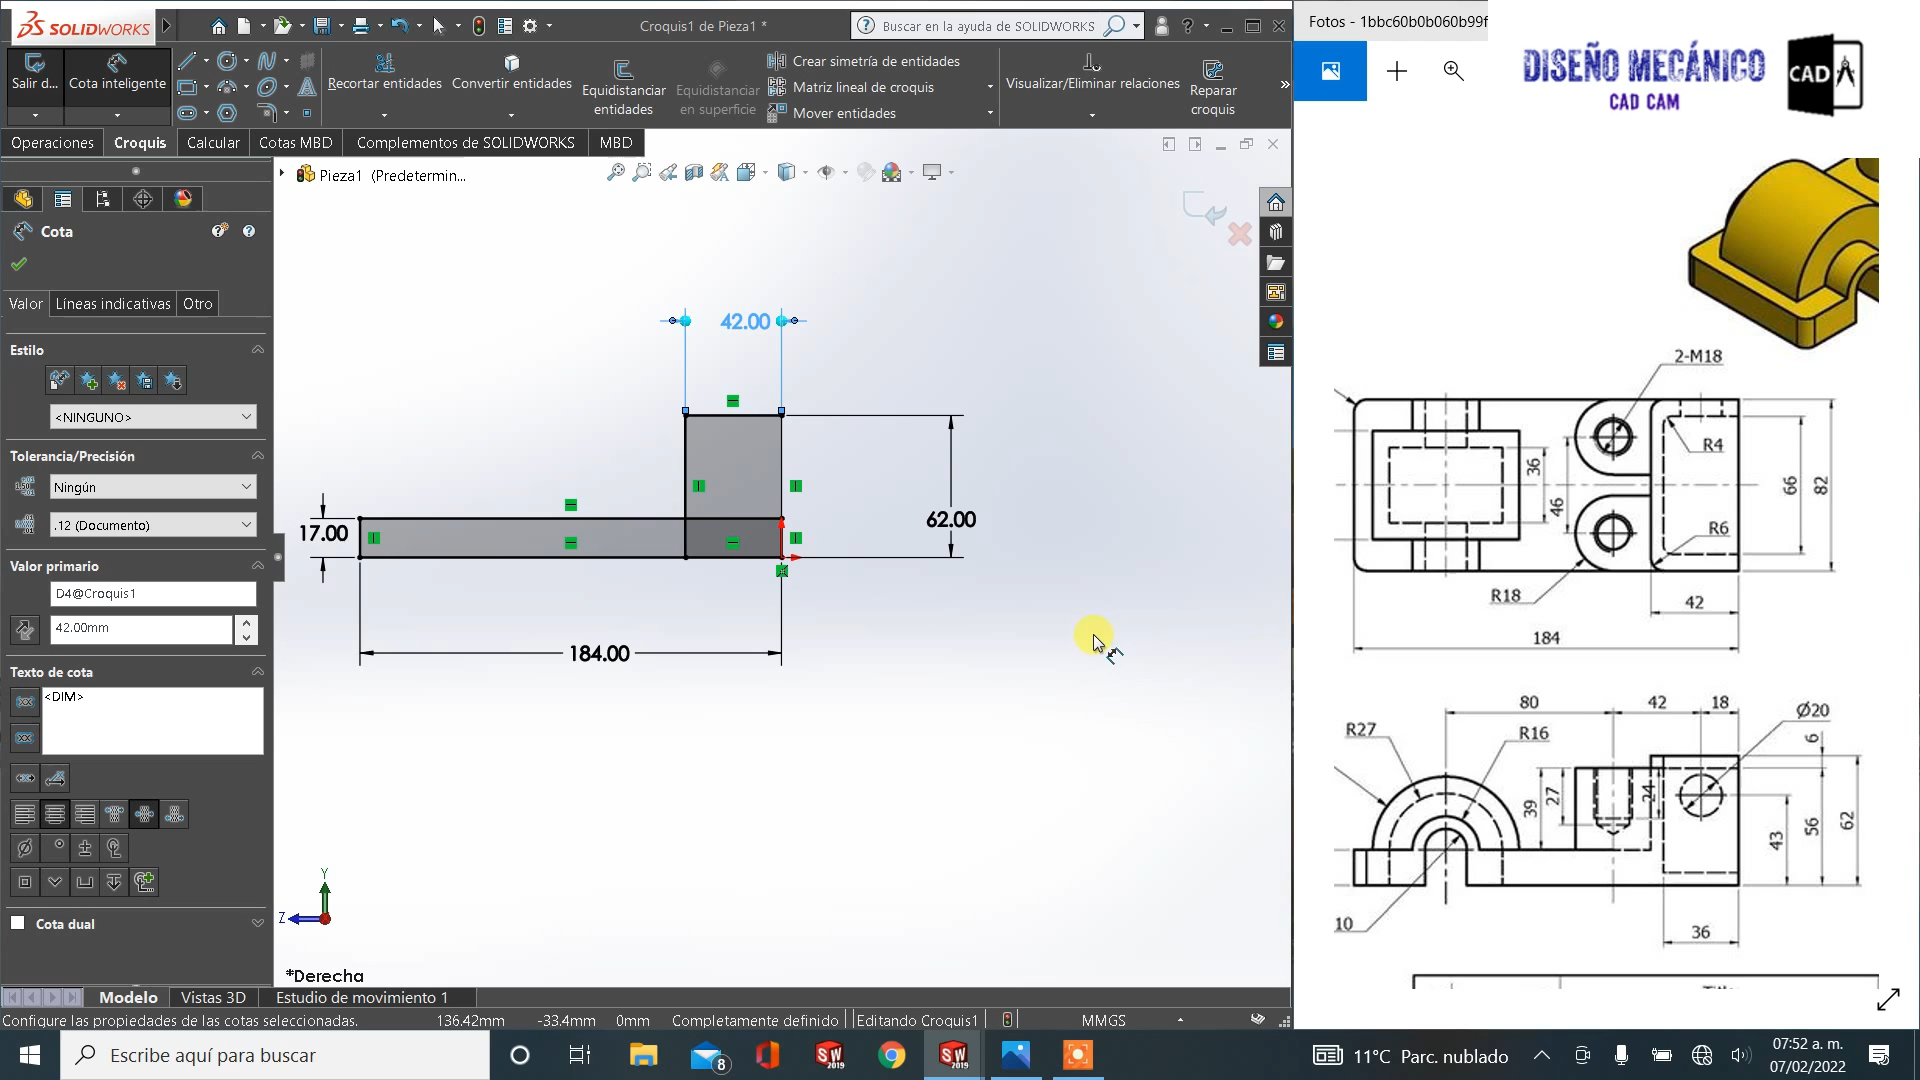 SOLIDWORKS
Croquis1 de Pieza1 *
Buscar en la ayuda de SOLIDWORKS
Fotos - 1bbc60b0b060b99f
DISEÑO MECÁNICO
CAD CAM
CAD
Salir d...
Cota inteligente
Recortar entidades
Convertir entidades
Equidistanciar
entidades
Equidistanciar
en superficie
Crear simetría de entidades
Matriz lineal de croquis
Mover entidades
Visualizar/Eliminar relaciones
Reparar
croquis
Operaciones
Croquis
Calcular
Cotas MBD
Complementos de SOLIDWORKS
MBD
Pieza1 (Predetermin...
Cota
Valor
Líneas indicativas
Otro
Estilo
<NINGUNO>
Tolerancia/Precisión
Ningún
.12 (Documento)
Valor primario
D4@Croquis1
42.00mm
Texto de cota
<DIM>
Cota dual
42.00
17.00
62.00
184.00
Y
Z
*Derecha
2-M18
R4
36
46
66
82
R6
R18
42
184
80
42
18
Ø20
R27
R16
6
39
27
24
43
56
62
10
36
Modelo
Vistas 3D
Estudio de movimiento 1
Configure las propiedades de las cotas seleccionadas.
136.42mm
-33.4mm
0mm
Completamente definido
Editando Croquis1
MMGS
Escribe aquí para buscar
8
SW
2019
SW
2019
11°C Parc. nublado
07:52 a. m.
07/02/2022